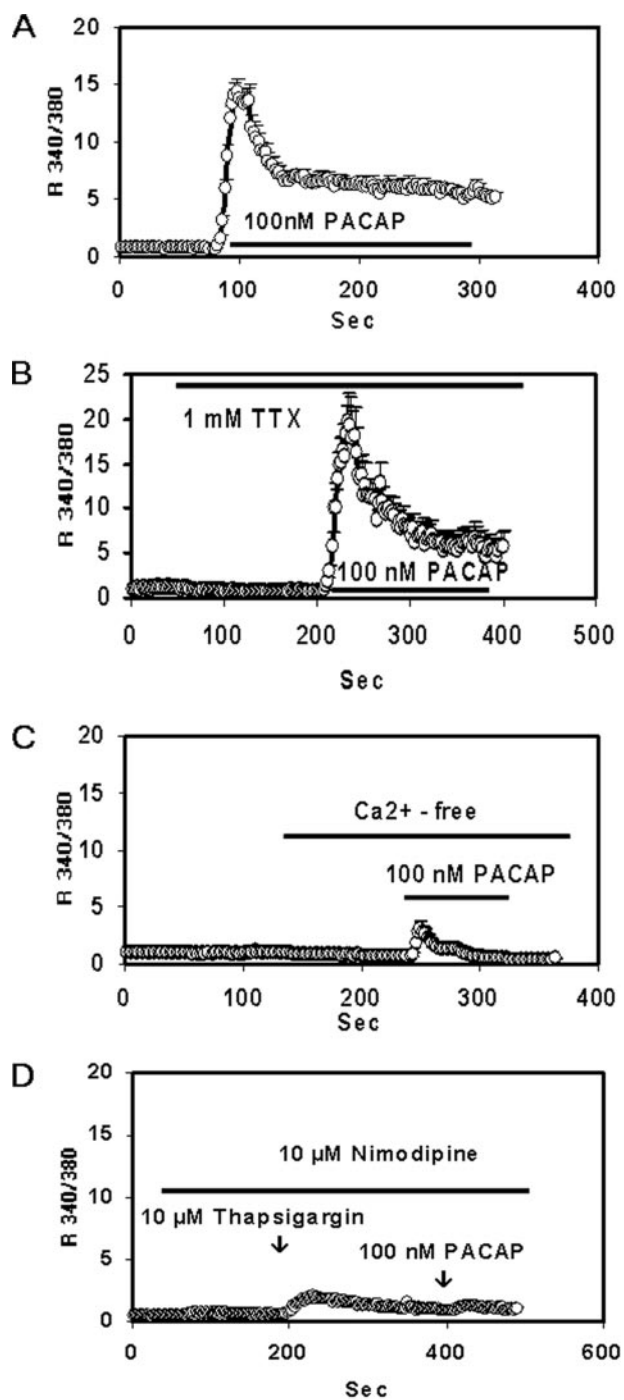 A
20
15
10
5
0
R 340/380
100nM PACAP
0 100 200 300 400
Sec
B
25
20
15
10
5
0
R 340/380
1 mM TTX
100 nM PACAP
0 100 200 300 400 500
Sec
C
20
15
10
5
0
R 340/380
Ca2+ -free
100 nM PACAP
0 100 200 300 400
Sec
D
20
15
10
5
0
R 340/380
10 µM Nimodipine
10 µM Thapsigargin
100 nM PACAP
0 200 400 600
Sec